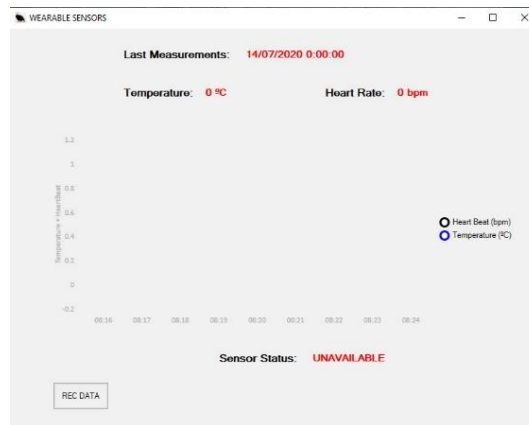 WEARABLE SENSORS
Last Measurements: 14/07/2020 0:00:00
Temperature: 0 ºC Heart Rate: 0 bpm
1.2
1
0.8
0.6
0.4
0.2
0
-0.2
Temperature + HeartBeat
Heart Beat (bpm)
Temperature (ºC)
08:16 08:17 08:18 08:19 08:20 08:21 08:22 08:23 08:24
Sensor Status: UNAVAILABLE
REC DATA